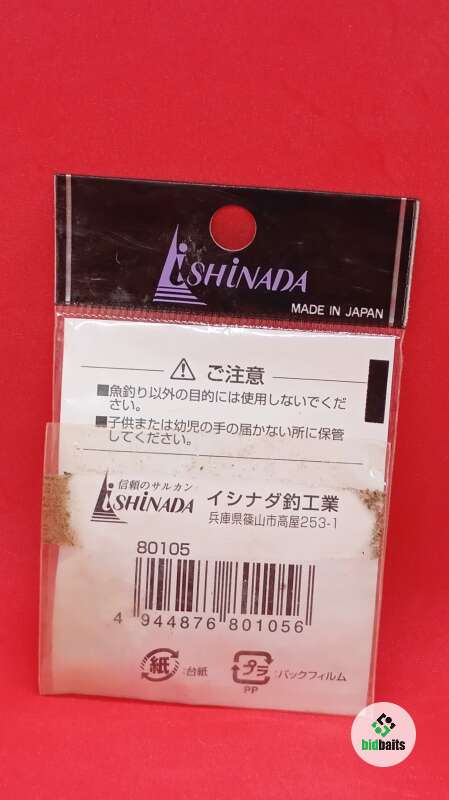 iSHiNADA
MADE IN JAPAN
ご注意
■魚釣り以外の目的には使用しないでくだ
さい。
■子供または幼児の手の届かない所に保管
してください。
信頼のサルカン
iSHiNADA イシナダ釣工業
兵庫県篠山市高屋253-1
80105
4 944876 801056
紙 :台紙 プラ :パックフィルム
PP
bidbaits